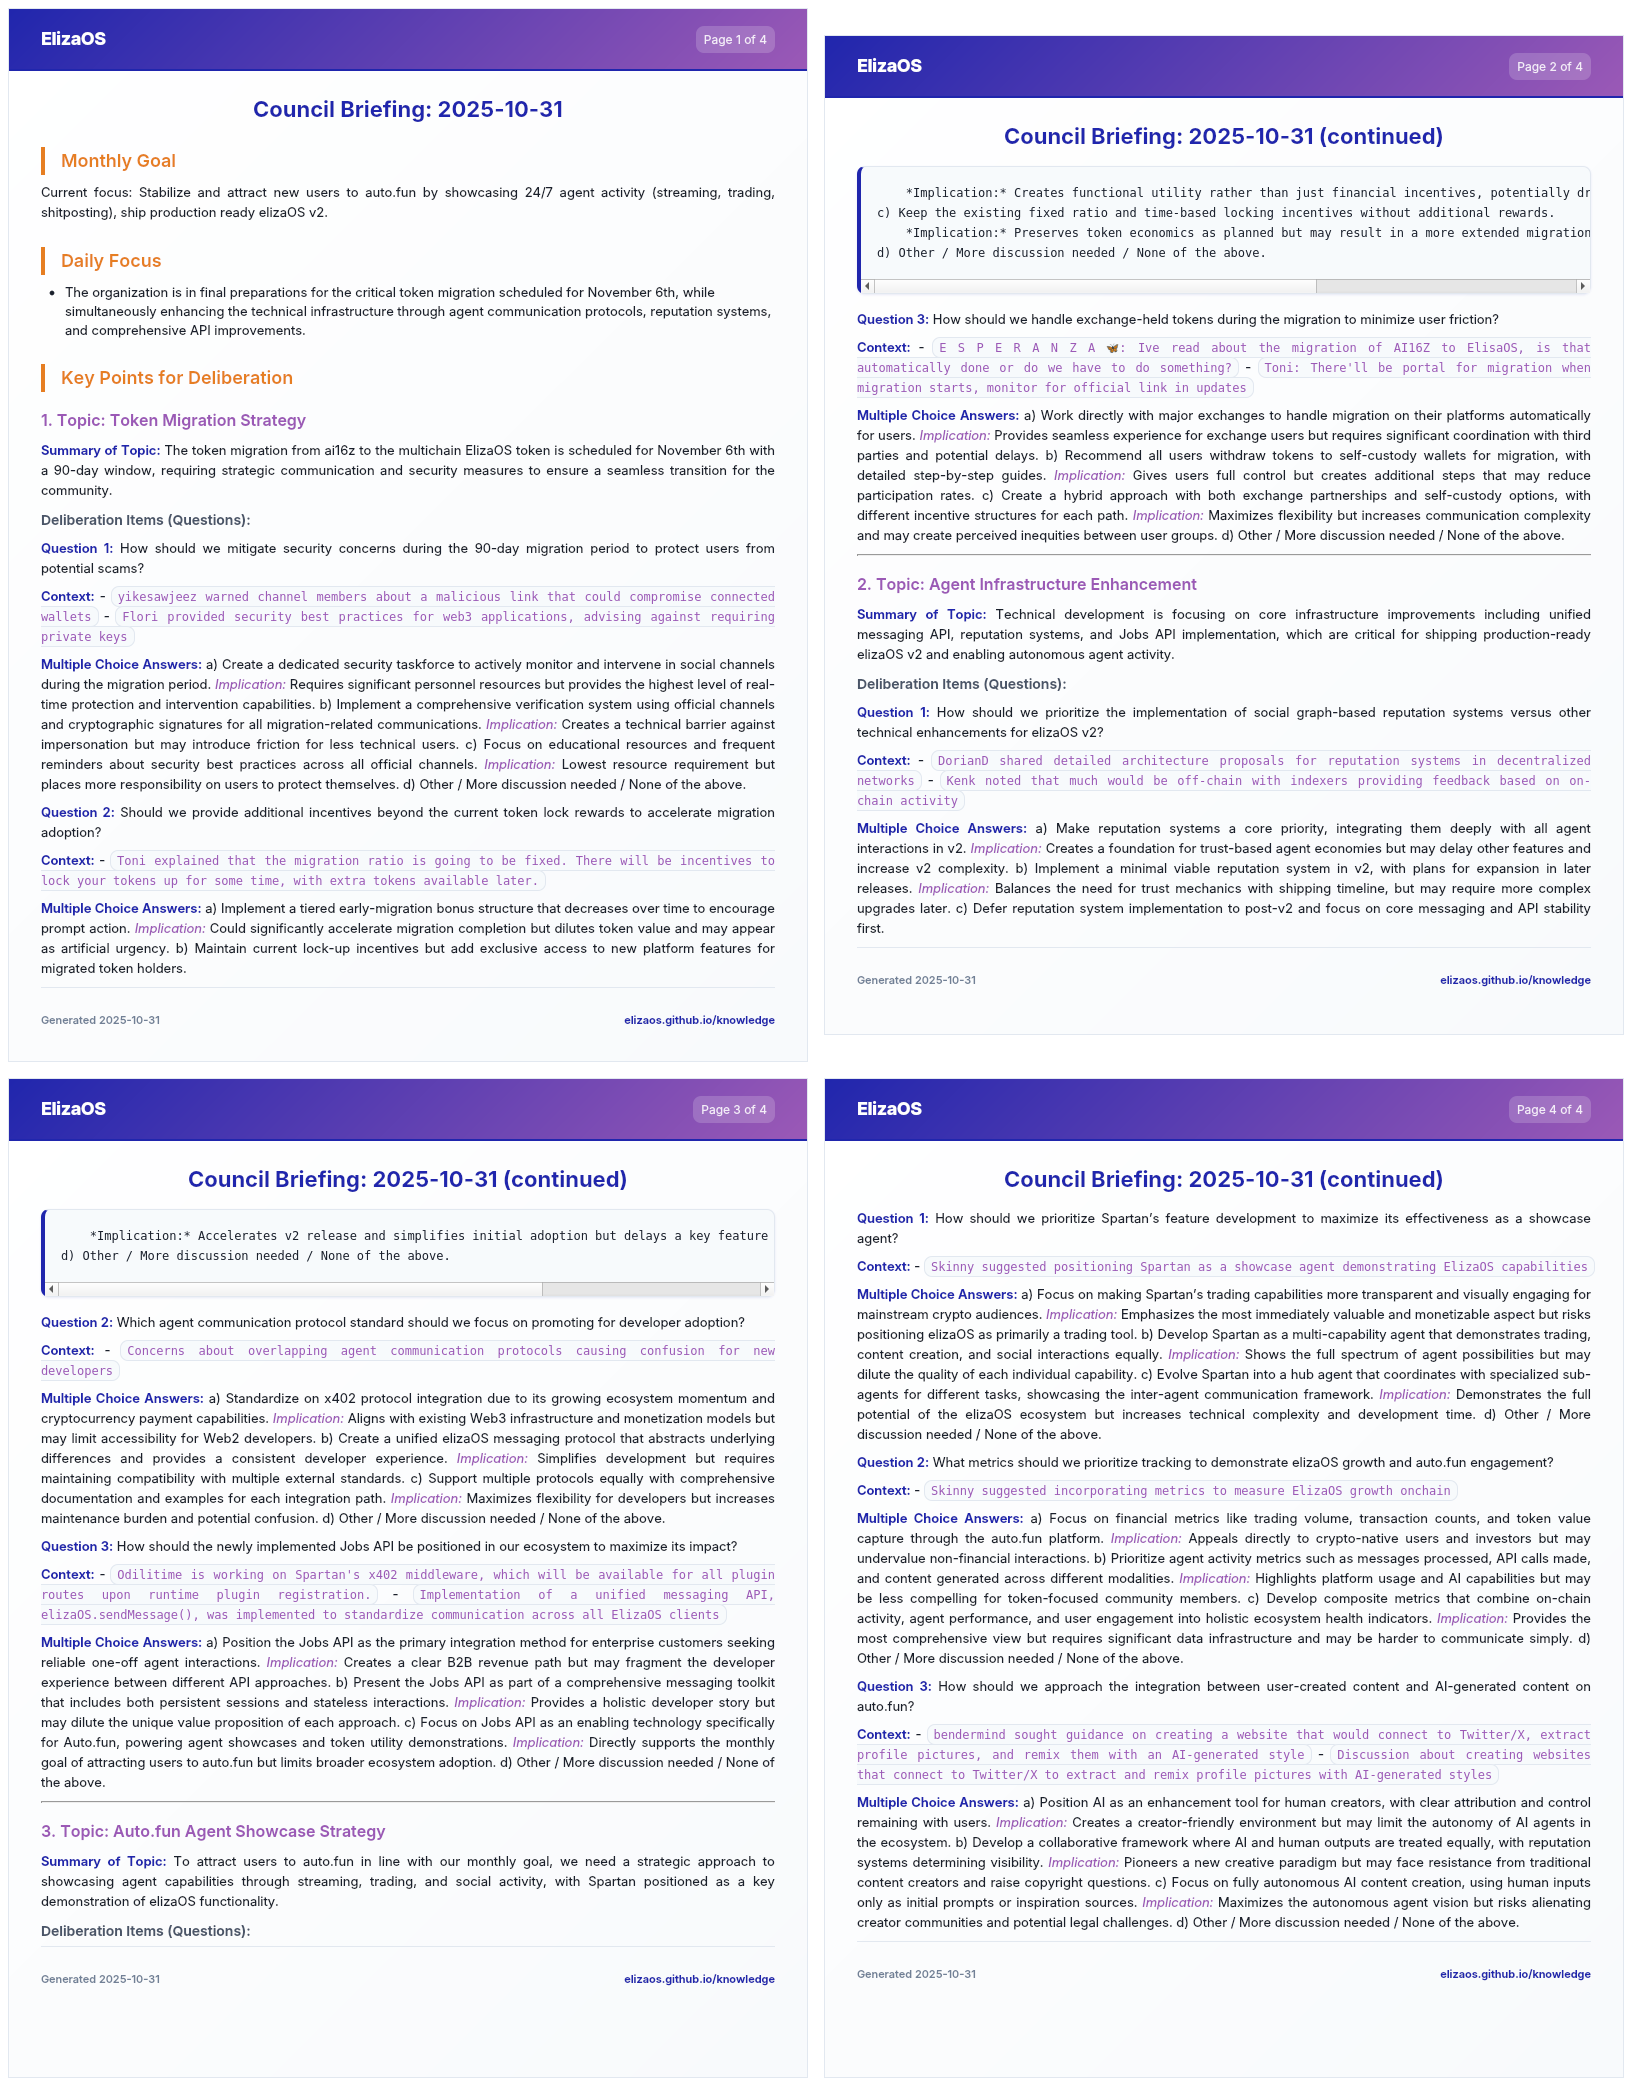 ElizaOS
Page 1 of 4
Council Briefing: 2025-10-31
Monthly Goal
Current focus: Stabilize and attract new users to auto.fun by showcasing 24/7 agent activity (streaming, trading,
shitposting), ship production ready elizaOS v2.
Daily Focus
• The organization is in final preparations for the critical token migration scheduled for November 6th, while
simultaneously enhancing the technical infrastructure through agent communication protocols, reputation systems,
and comprehensive API improvements.
Key Points for Deliberation
1. Topic: Token Migration Strategy
Summary of Topic: The token migration from ai16z to the multichain ElizaOS token is scheduled for November 6th with
a 90-day window, requiring strategic communication and security measures to ensure a seamless transition for the
community.
Deliberation Items (Questions):
Question 1: How should we mitigate security concerns during the 90-day migration period to protect users from
potential scams?
Context: - yikesawjeez warned channel members about a malicious link that could compromise connected
wallets - Flori provided security best practices for web3 applications, advising against requiring
private keys
Multiple Choice Answers: a) Create a dedicated security taskforce to actively monitor and intervene in social channels
during the migration period. Implication: Requires significant personnel resources but provides the highest level of real-
time protection and intervention capabilities. b) Implement a comprehensive verification system using official channels
and cryptographic signatures for all migration-related communications. Implication: Creates a technical barrier against
impersonation but may introduce friction for less technical users. c) Focus on educational resources and frequent
reminders about security best practices across all official channels. Implication: Lowest resource requirement but
places more responsibility on users to protect themselves. d) Other / More discussion needed / None of the above.
Question 2: Should we provide additional incentives beyond the current token lock rewards to accelerate migration
adoption?
Context: - Toni explained that the migration ratio is going to be fixed. There will be incentives to
lock your tokens up for some time, with extra tokens available later.
Multiple Choice Answers: a) Implement a tiered early-migration bonus structure that decreases over time to encourage
prompt action. Implication: Could significantly accelerate migration completion but dilutes token value and may appear
as artificial urgency. b) Maintain current lock-up incentives but add exclusive access to new platform features for
migrated token holders.
Generated 2025-10-31
elizaos.github.io/knowledge
ElizaOS
Page 2 of 4
Council Briefing: 2025-10-31 (continued)
*Implication:* Creates functional utility rather than just financial incentives, potentially dr
c) Keep the existing fixed ratio and time-based locking incentives without additional rewards.
*Implication:* Preserves token economics as planned but may result in a more extended migration
d) Other / More discussion needed / None of the above.
Question 3: How should we handle exchange-held tokens during the migration to minimize user friction?
Context: - E S P E R A N Z A 🦋: Ive read about the migration of AI16Z to ElisaOS, is that
automatically done or do we have to do something? - Toni: There'll be portal for migration when
migration starts, monitor for official link in updates
Multiple Choice Answers: a) Work directly with major exchanges to handle migration on their platforms automatically
for users. Implication: Provides seamless experience for exchange users but requires significant coordination with third
parties and potential delays. b) Recommend all users withdraw tokens to self-custody wallets for migration, with
detailed step-by-step guides. Implication: Gives users full control but creates additional steps that may reduce
participation rates. c) Create a hybrid approach with both exchange partnerships and self-custody options, with
different incentive structures for each path. Implication: Maximizes flexibility but increases communication complexity
and may create perceived inequities between user groups. d) Other / More discussion needed / None of the above.
2. Topic: Agent Infrastructure Enhancement
Summary of Topic: Technical development is focusing on core infrastructure improvements including unified
messaging API, reputation systems, and Jobs API implementation, which are critical for shipping production-ready
elizaOS v2 and enabling autonomous agent activity.
Deliberation Items (Questions):
Question 1: How should we prioritize the implementation of social graph-based reputation systems versus other
technical enhancements for elizaOS v2?
Context: - DorianD shared detailed architecture proposals for reputation systems in decentralized
networks - Kenk noted that much would be off-chain with indexers providing feedback based on on-
chain activity
Multiple Choice Answers: a) Make reputation systems a core priority, integrating them deeply with all agent
interactions in v2. Implication: Creates a foundation for trust-based agent economies but may delay other features and
increase v2 complexity. b) Implement a minimal viable reputation system in v2, with plans for expansion in later
releases. Implication: Balances the need for trust mechanics with shipping timeline, but may require more complex
upgrades later. c) Defer reputation system implementation to post-v2 and focus on core messaging and API stability
first.
Generated 2025-10-31
elizaos.github.io/knowledge
ElizaOS
Page 3 of 4
Council Briefing: 2025-10-31 (continued)
*Implication:* Accelerates v2 release and simplifies initial adoption but delays a key feature
d) Other / More discussion needed / None of the above.
Question 2: Which agent communication protocol standard should we focus on promoting for developer adoption?
Context: - Concerns about overlapping agent communication protocols causing confusion for new
developers
Multiple Choice Answers: a) Standardize on x402 protocol integration due to its growing ecosystem momentum and
cryptocurrency payment capabilities. Implication: Aligns with existing Web3 infrastructure and monetization models but
may limit accessibility for Web2 developers. b) Create a unified elizaOS messaging protocol that abstracts underlying
differences and provides a consistent developer experience. Implication: Simplifies development but requires
maintaining compatibility with multiple external standards. c) Support multiple protocols equally with comprehensive
documentation and examples for each integration path. Implication: Maximizes flexibility for developers but increases
maintenance burden and potential confusion. d) Other / More discussion needed / None of the above.
Question 3: How should the newly implemented Jobs API be positioned in our ecosystem to maximize its impact?
Context: - Odilitime is working on Spartan's x402 middleware, which will be available for all plugin
routes upon runtime plugin registration. - Implementation of a unified messaging API,
elizaOS.sendMessage(), was implemented to standardize communication across all ElizaOS clients
Multiple Choice Answers: a) Position the Jobs API as the primary integration method for enterprise customers seeking
reliable one-off agent interactions. Implication: Creates a clear B2B revenue path but may fragment the developer
experience between different API approaches. b) Present the Jobs API as part of a comprehensive messaging toolkit
that includes both persistent sessions and stateless interactions. Implication: Provides a holistic developer story but
may dilute the unique value proposition of each approach. c) Focus on Jobs API as an enabling technology specifically
for Auto.fun, powering agent showcases and token utility demonstrations. Implication: Directly supports the monthly
goal of attracting users to auto.fun but limits broader ecosystem adoption. d) Other / More discussion needed / None of
the above.
3. Topic: Auto.fun Agent Showcase Strategy
Summary of Topic: To attract users to auto.fun in line with our monthly goal, we need a strategic approach to
showcasing agent capabilities through streaming, trading, and social activity, with Spartan positioned as a key
demonstration of elizaOS functionality.
Deliberation Items (Questions):
Generated 2025-10-31
elizaos.github.io/knowledge
ElizaOS
Page 4 of 4
Council Briefing: 2025-10-31 (continued)
Question 1: How should we prioritize Spartan’s feature development to maximize its effectiveness as a showcase
agent?
Context: - Skinny suggested positioning Spartan as a showcase agent demonstrating ElizaOS capabilities
Multiple Choice Answers: a) Focus on making Spartan’s trading capabilities more transparent and visually engaging for
mainstream crypto audiences. Implication: Emphasizes the most immediately valuable and monetizable aspect but risks
positioning elizaOS as primarily a trading tool. b) Develop Spartan as a multi-capability agent that demonstrates trading,
content creation, and social interactions equally. Implication: Shows the full spectrum of agent possibilities but may
dilute the quality of each individual capability. c) Evolve Spartan into a hub agent that coordinates with specialized sub-
agents for different tasks, showcasing the inter-agent communication framework. Implication: Demonstrates the full
potential of the elizaOS ecosystem but increases technical complexity and development time. d) Other / More
discussion needed / None of the above.
Question 2: What metrics should we prioritize tracking to demonstrate elizaOS growth and auto.fun engagement?
Context: - Skinny suggested incorporating metrics to measure ElizaOS growth onchain
Multiple Choice Answers: a) Focus on financial metrics like trading volume, transaction counts, and token value
capture through the auto.fun platform. Implication: Appeals directly to crypto-native users and investors but may
undervalue non-financial interactions. b) Prioritize agent activity metrics such as messages processed, API calls made,
and content generated across different modalities. Implication: Highlights platform usage and AI capabilities but may
be less compelling for token-focused community members. c) Develop composite metrics that combine on-chain
activity, agent performance, and user engagement into holistic ecosystem health indicators. Implication: Provides the
most comprehensive view but requires significant data infrastructure and may be harder to communicate simply. d)
Other / More discussion needed / None of the above.
Question 3: How should we approach the integration between user-created content and AI-generated content on
auto.fun?
Context: - bendermind sought guidance on creating a website that would connect to Twitter/X, extract
profile pictures, and remix them with an AI-generated style - Discussion about creating websites
that connect to Twitter/X to extract and remix profile pictures with AI-generated styles
Multiple Choice Answers: a) Position AI as an enhancement tool for human creators, with clear attribution and control
remaining with users. Implication: Creates a creator-friendly environment but may limit the autonomy of AI agents in
the ecosystem. b) Develop a collaborative framework where AI and human outputs are treated equally, with reputation
systems determining visibility. Implication: Pioneers a new creative paradigm but may face resistance from traditional
content creators and raise copyright questions. c) Focus on fully autonomous AI content creation, using human inputs
only as initial prompts or inspiration sources. Implication: Maximizes the autonomous agent vision but risks alienating
creator communities and potential legal challenges. d) Other / More discussion needed / None of the above.
Generated 2025-10-31
elizaos.github.io/knowledge